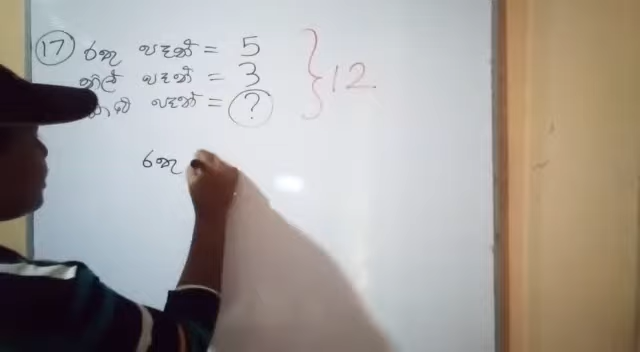 17 රතු පෑන් = 5
නිල් පෑන් = 3 } 12
පෑන් = ?
රතු